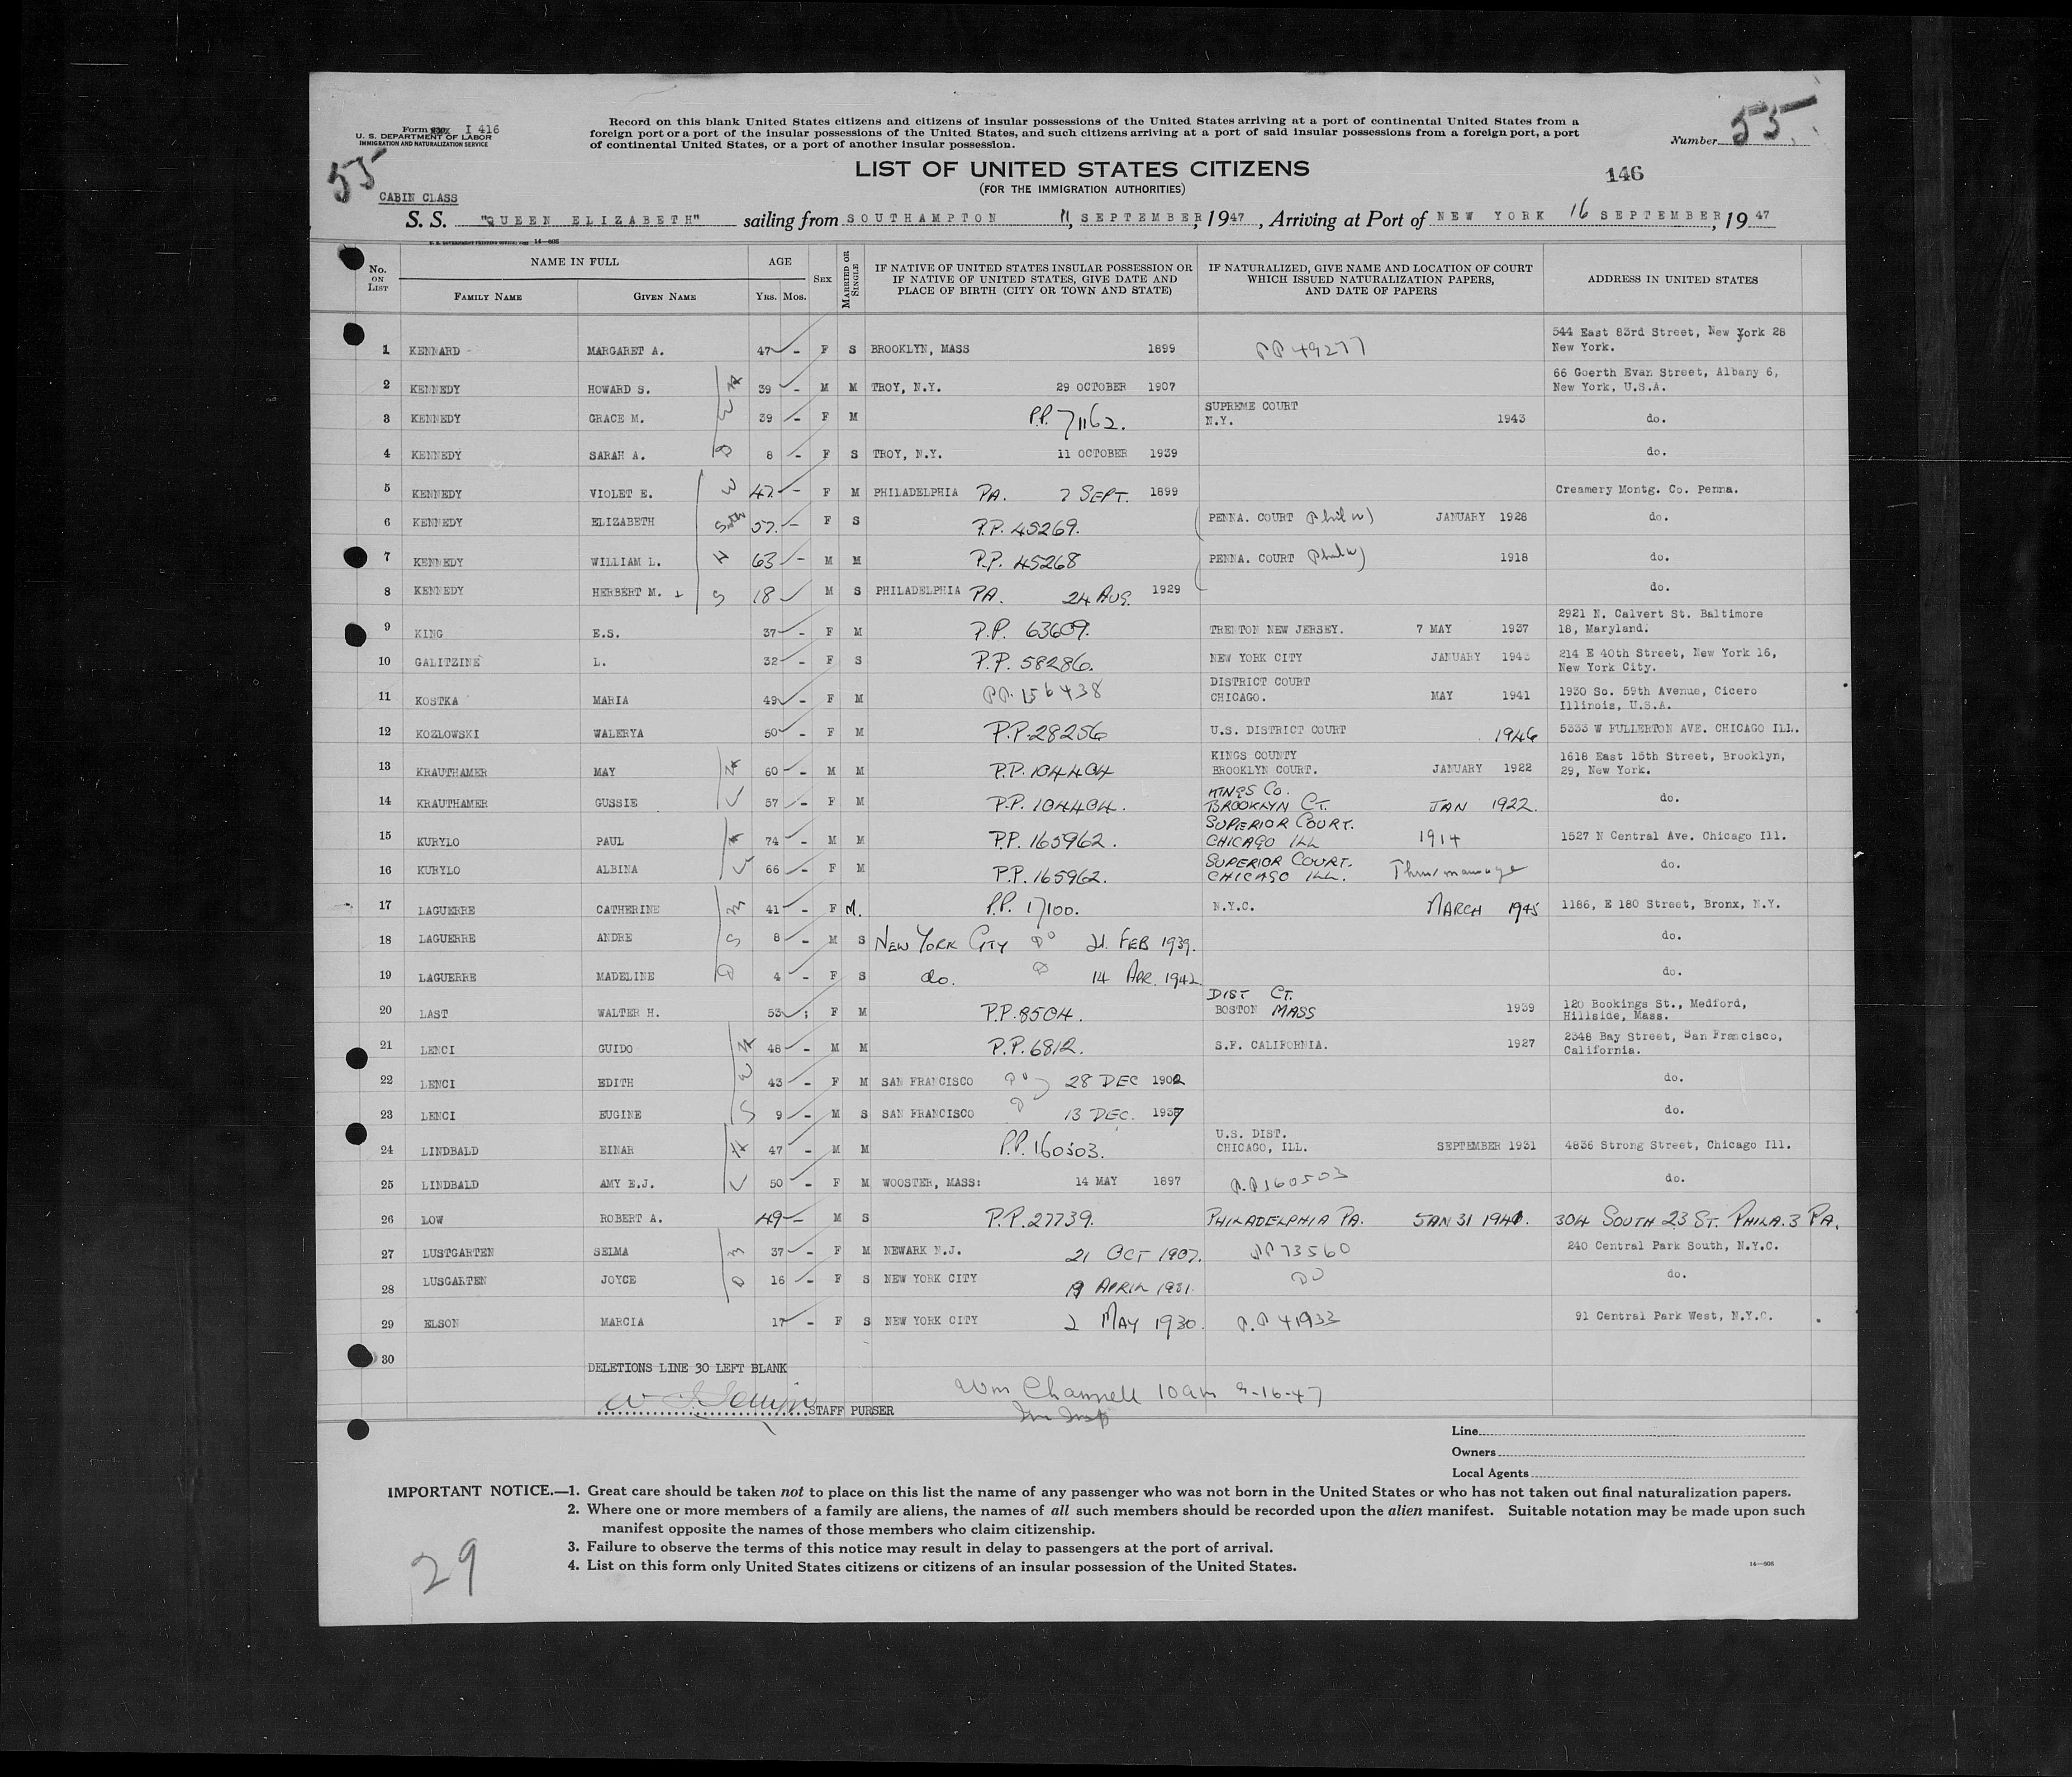 Form I 416
U. S. DEPARTMENT OF LABOR
IMMIGRATION AND NATURALIZATION SERVICE
Record on this blank United States citizens and citizens of insular possessions of the United States arriving at a port of continental United States from a
foreign port or a port of the insular possessions of the United States, and such citizens arriving at a port of said insular possessions from a foreign port, a port
of continental United States, or a port of another insular possession.
Number 55
55
LIST OF UNITED STATES CITIZENS
(FOR THE IMMIGRATION AUTHORITIES)
146
CABIN CLASS
S. S. "QUEEN ELIZABETH" sailing from SOUTHAMPTON 11, SEPTEMBER, 1947, Arriving at Port of NEW YORK 16 SEPTEMBER, 1947
No. ON LIST NAME IN FULL FAMILY NAME GIVEN NAME AGE YRS. MOS. SEX MARRIED OR SINGLE IF NATIVE OF UNITED STATES INSULAR POSSESSION OR IF NATIVE OF UNITED STATES, GIVE DATE AND PLACE OF BIRTH (CITY OR TOWN AND STATE) IF NATURALIZED, GIVE NAME AND LOCATION OF COURT WHICH ISSUED NATURALIZATION PAPERS, AND DATE OF PAPERS ADDRESS IN UNITED STATES
1 KENNARD MARGARET A. 47 - F S BROOKLYN, MASS 1899 PP 49277 544 East 83rd Street, New York 28 New York.
2 KENNEDY HOWARD S. H 39 - M M TROY, N.Y. 29 OCTOBER 1907 66 Goerth Evan Street, Albany 6, New York, U.S.A.
3 KENNEDY GRACE M. W 39 - F M P.P. 71162. SUPREME COURT N.Y. 1943 do.
4 KENNEDY SARAH A. D 8 - F S TROY, N.Y. 11 OCTOBER 1939 do.
5 KENNEDY VIOLET E. W 47 - F M PHILADELPHIA PA. 7 SEPT. 1899 Creamery Montg. Co. Penna.
6 KENNEDY ELIZABETH 57. - F S P.P. 45269. PENNA. COURT JANUARY 1928 do.
7 KENNEDY WILLIAM L. H 63 - M M P.P. 45268 PENNA. COURT 1918 do.
8 KENNEDY HERBERT M. S 18 M S PHILADELPHIA PA. 24 AUG. 1929 do.
9 KING E.S. 37 - F M P.P. 63609. TRENTON NEW JERSEY. 7 MAY 1937 2921 N. Calvert St. Baltimore 18, Maryland.
10 GALITZINE L. 32 - F S P.P. 58286. NEW YORK CITY JANUARY 1943 214 E 40th Street, New York 16, New York City.
11 KOSTKA MARIA 49 - F M PP. 156438 DISTRICT COURT CHICAGO. MAY 1941 1930 So. 59th Avenue, Cicero Illinois, U.S.A.
12 KOZLOWSKI WALERYA 50 - F M P.P. 28256 U.S. DISTRICT COURT 1946 5333 W FULLERTON AVE. CHICAGO ILL.
13 KRAUTHAMER MAY H 60 - M M P.P. 104404 KINGS COUNTY BROOKLYN COURT. JANUARY 1922 1618 East 15th Street, Brooklyn, 29, New York.
14 KRAUTHAMER GUSSIE 57 - F M P.P. 104404. KINGS CO. BROOKLYN CT. JAN 1922. do.
15 KURYLO PAUL H 74 - M M P.P. 165962. SUPERIOR COURT. CHICAGO ILL 1914 1527 N Central Ave. Chicago Ill.
16 KURYLO ALBINA 66 - F M P.P. 165962. SUPERIOR COURT. CHICAGO ILL. Thru marriage do.
17 LAGUERRE CATHERINE M 41 - F M. P.P. 17100. N.Y.C. MARCH 1945 1186, E 180 Street, Bronx, N.Y.
18 LAGUERRE ANDRE S 8 - M S NEW YORK CITY 21 FEB 1939. do.
19 LAGUERRE MADELINE D 4 - F S do. 14 APR. 1942 do.
20 LAST WALTER H. 53 F M P.P. 8504. DIST CT. BOSTON MASS 1939 120 Bookings St., Medford, Hillside, Mass.
21 LENCI GUIDO H 48 - M M P.P. 6812. S.F. CALIFORNIA. 1927 2348 Bay Street, San Francisco, California.
22 LENCI EDITH W 43 - F M SAN FRANCISCO 28 DEC 1902 do.
23 LENCI EUGINE S 9 - M S SAN FRANCISCO 13 DEC. 1937 do.
24 LINDBALD EINAR H 47 - M M P.P. 160503. U.S. DIST. CHICAGO, ILL. SEPTEMBER 1931 4836 Strong Street, Chicago Ill.
25 LINDBALD AMY E.J. 50 - F M WOOSTER, MASS: 14 MAY 1897 P.P 160503 do.
26 LOW ROBERT A. 49 - M S P.P. 27739. PHILADELPHIA PA. JAN 31 1941. 304 SOUTH 23 ST. PHILA. 3 PA.
27 LUSTGARTEN SELMA M 37 - F M NEWARK N.J. 21 OCT 1907. PP 73560 240 Central Park South, N.Y.C.
28 LUSGARTEN JOYCE D 16 - F S NEW YORK CITY 19 APRIL 1931. do.
29 ELSON MARCIA 17 - F S NEW YORK CITY 2 MAY 1930. P.P 41933 91 Central Park West, N.Y.C.
30
DELETIONS LINE 30 LEFT BLANK
STAFF PURSER
Wm Channell 10am 9-16-47
Im Insp
Line
Owners
Local Agents
IMPORTANT NOTICE.—1. Great care should be taken not to place on this list the name of any passenger who was not born in the United States or who has not taken out final naturalization papers.
2. Where one or more members of a family are aliens, the names of all such members should be recorded upon the alien manifest. Suitable notation may be made upon such
manifest opposite the names of those members who claim citizenship.
3. Failure to observe the terms of this notice may result in delay to passengers at the port of arrival.
4. List on this form only United States citizens or citizens of an insular possession of the United States.
29